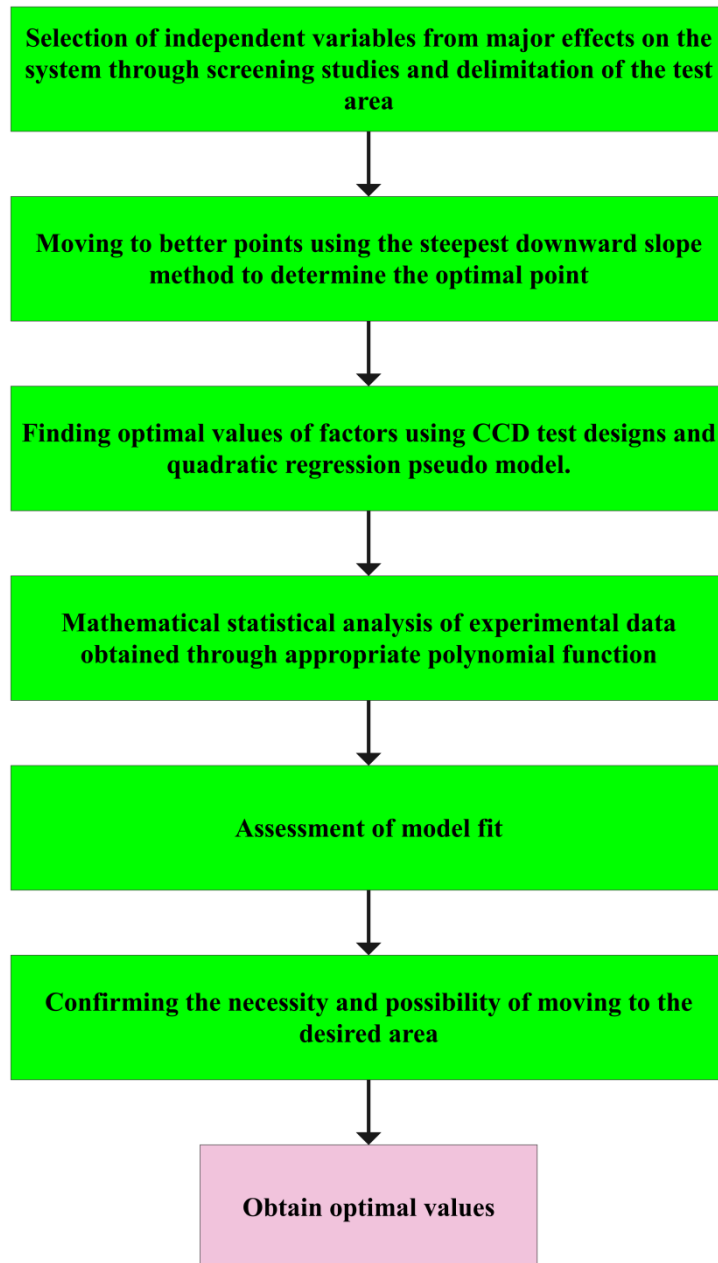 Selection of independent variables from major effects on the
system through screening studies and delimitation of the test
area
Moving to better points using the steepest downward slope
method to determine the optimal point
Finding optimal values of factors using CCD test designs and
quadratic regression pseudo model.
Mathematical statistical analysis of experimental data
obtained through appropriate polynomial function
Assessment of model fit
Confirming the necessity and possibility of moving to the
desired area
Obtain optimal values